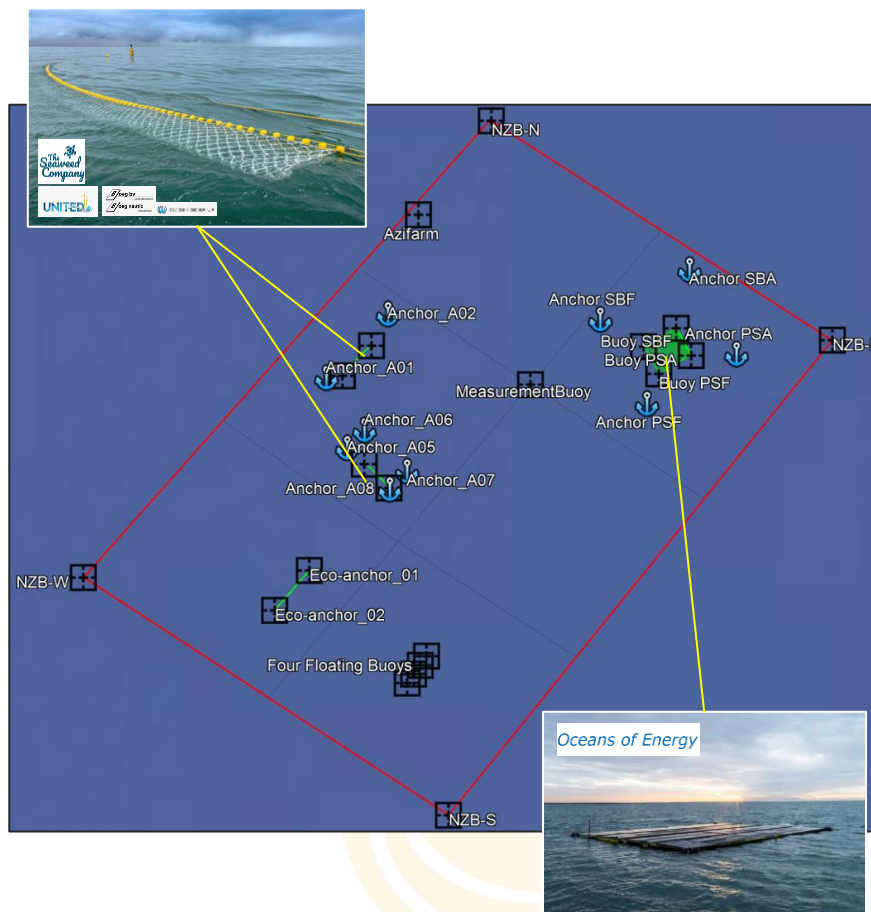 The
Seaweed
Company
UNITED
NZB-N
Azifarm
Anchor SBA
Anchor_A02
Anchor SBF
Anchor PSA
Buoy SBF
NZB-
Buoy PSA
Anchor_A01
Buoy PSF
MeasurementBuoy
Anchor PSF
Anchor_A06
Anchor_A05
Anchor_A07
Anchor_A08
Eco-anchor_01
NZB-W
Eco-anchor_02
Four Floating Buoys
Oceans of Energy
NZB-S